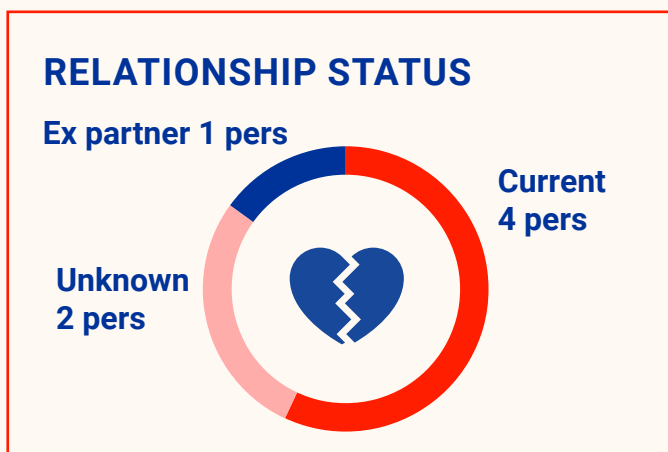 RELATIONSHIP STATUS
Ex partner 1 pers
Current
4 pers
Unknown
2 pers